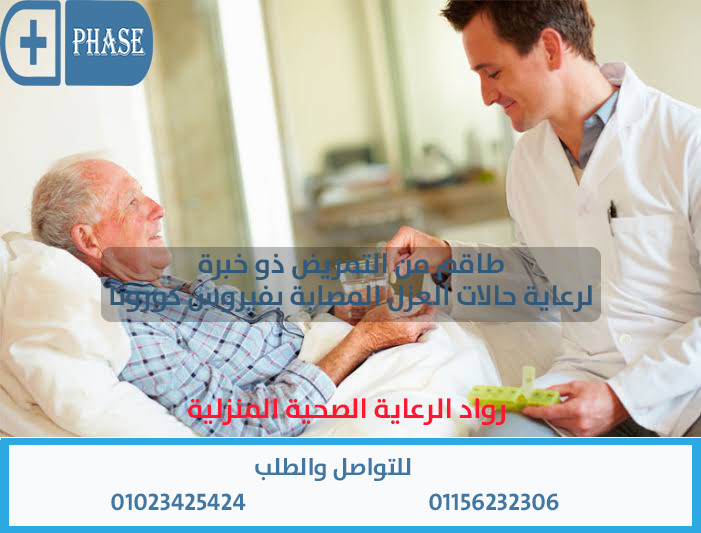 PHASE
طاقم من التمريض ذو خبرة
لرعاية حالات العزل المصابة بفيروس كورونا
رواد الرعاية الصحية المنزلية
للتواصل والطلب
01023425424 01156232306